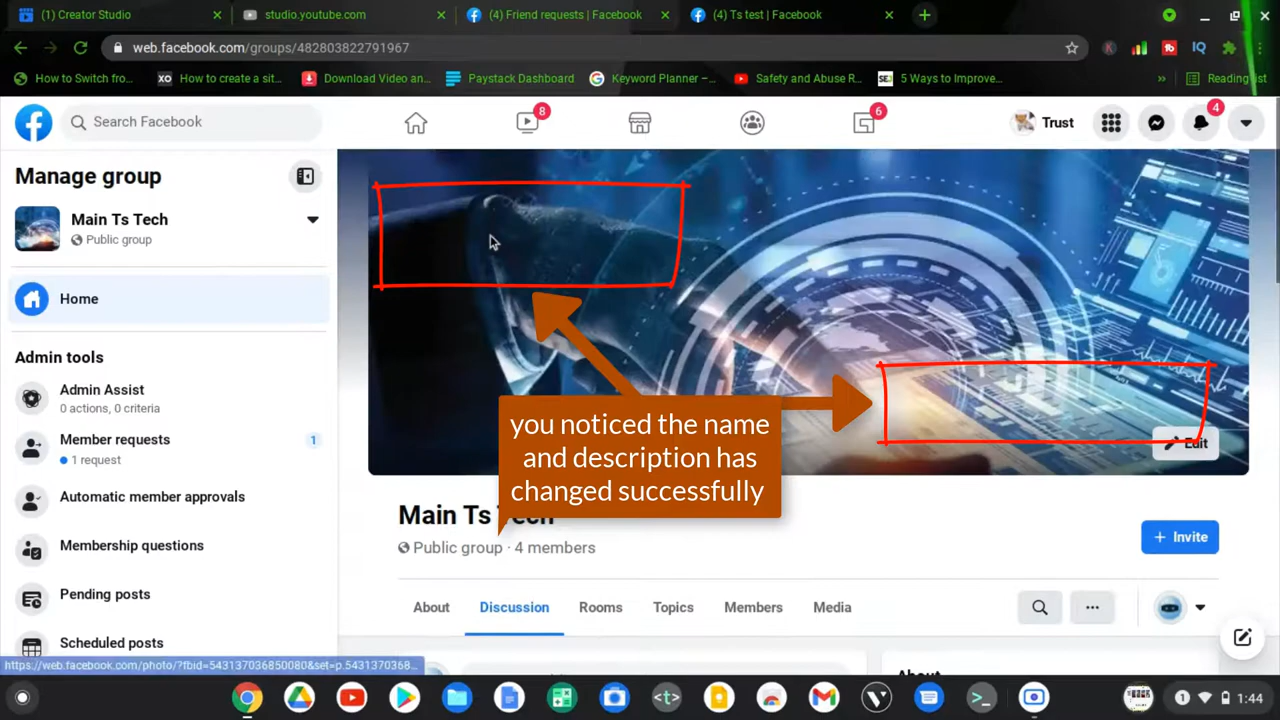 (1) Creator Studio
studio.youtube.com
(4) Friend requests | Facebook
(4) Ts test | Facebook
web.facebook.com/groups/482803822791967
How to Switch fro...
How to create a sit...
Download Video an...
Paystack Dashboard
Keyword Planner –...
Safety and Abuse R...
5 Ways to Improve...
»
Reading list
Search Facebook
8
6
Trust
4
Manage group
Main Ts Tech
Public group
Home
Admin tools
Admin Assist
0 actions, 0 criteria
Member requests
1
1 request
Automatic member approvals
Membership questions
Pending posts
Scheduled posts
https://web.facebook.com/photo/?fbid=543137036850080&set=p.5431370368...
Edit
you noticed the name
and description has
changed successfully
Main Ts Tech
Public group · 4 members
+ Invite
About
Discussion
Rooms
Topics
Members
Media
About
1
1:44